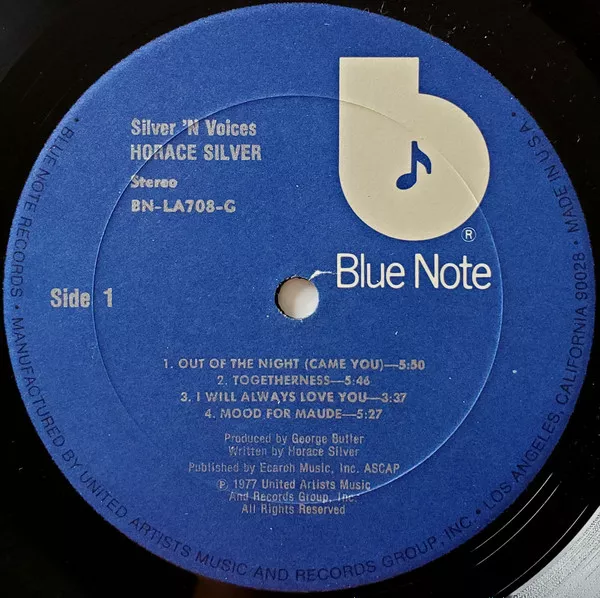 Silver 'N Voices
HORACE SILVER
Stereo
BN-LA708-G
Side 1
®
Blue Note
1. OUT OF THE NIGHT (CAME YOU)—5:50
2. TOGETHERNESS—5:46
3. I WILL ALWAYS LOVE YOU—3:37
4. MOOD FOR MAUDE—5:27
Produced by George Butler
Written by Horace Silver
Published by Ecaroh Music, Inc. ASCAP
℗ 1977 United Artists Music
And Records Group, Inc.
All Rights Reserved
• BLUE NOTE RECORDS • MANUFACTURED BY UNITED ARTISTS MUSIC AND RECORDS GROUP, INC. • LOS ANGELES, CALIFORNIA 90028 • MADE IN U.S.A.